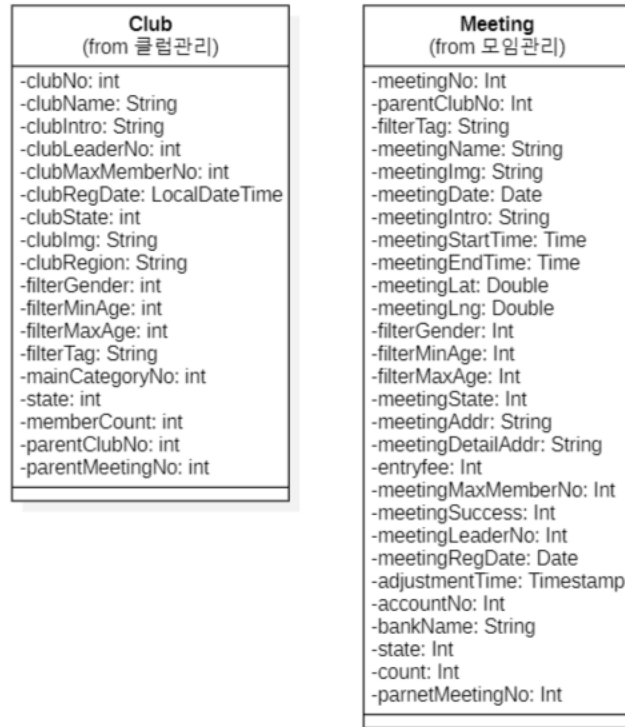 Club
(from 클럽관리)
-clubNo: int
-clubName: String
-clubIntro: String
-clubLeaderNo: int
-clubMaxMemberNo: int
-clubRegDate: LocalDateTime
-clubState: int
-clubImg: String
-clubRegion: String
-filterGender: int
-filterMinAge: int
-filterMaxAge: int
-filterTag: String
-mainCategoryNo: int
-state: int
-memberCount: int
-parentClubNo: int
-parentMeetingNo: int
Meeting
(from 모임관리)
-meetingNo: Int
-parentClubNo: Int
-filterTag: String
-meetingName: String
-meetingImg: String
-meetingDate: Date
-meetingIntro: String
-meetingStartTime: Time
-meetingEndTime: Time
-meetingLat: Double
-meetingLng: Double
-filterGender: Int
-filterMinAge: Int
-filterMaxAge: Int
-meetingState: Int
-meetingAddr: String
-meetingDetailAddr: String
-entryfee: Int
-meetingMaxMemberNo: Int
-meetingSuccess: Int
-meetingLeaderNo: Int
-meetingRegDate: Date
-adjustmentTime: Timestamp
-accountNo: Int
-bankName: String
-state: Int
-count: Int
-parnetMeetingNo: Int